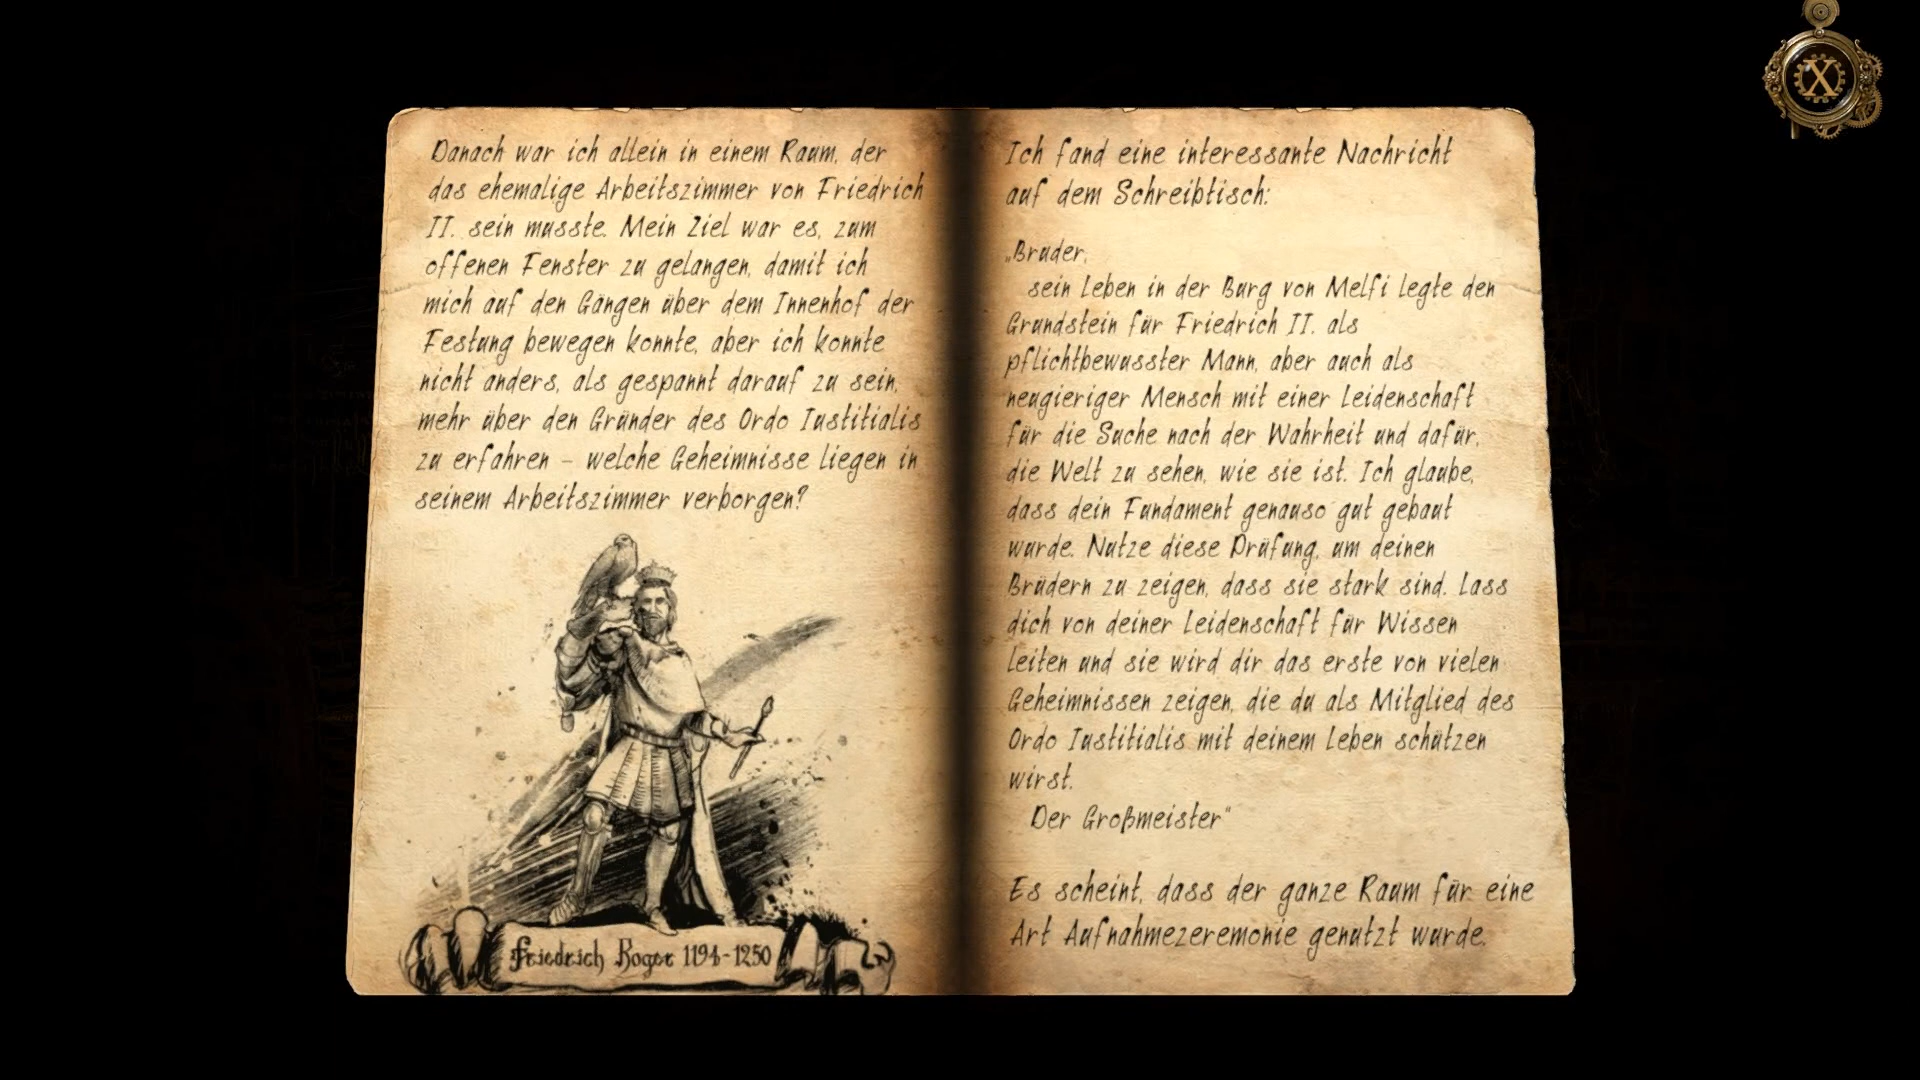 Danach war ich allein in einem Raum, der
das ehemalige Arbeitszimmer von Friedrich
II. sein musste. Mein Ziel war es, zum
offenen Fenster zu gelangen, damit ich
mich auf den Gängen über dem Innenhof der
Festung bewegen konnte, aber ich konnte
nicht anders, als gespannt darauf zu sein,
mehr über den Gründer des Ordo Iustitialis
zu erfahren – welche Geheimnisse liegen in
seinem Arbeitszimmer verborgen?
Friedrich Roger 1194-1250
Ich fand eine interessante Nachricht
auf dem Schreibtisch:
„Bruder,
sein Leben in der Burg von Melfi legte den
Grundstein für Friedrich II. als
pflichtbewusster Mann, aber auch als
neugieriger Mensch mit einer Leidenschaft
für die Suche nach der Wahrheit und dafür,
die Welt zu sehen, wie sie ist. Ich glaube,
dass dein Fundament genauso gut gebaut
wurde. Nutze diese Prüfung, um deinen
Brüdern zu zeigen, dass sie stark sind. Lass
dich von deiner Leidenschaft für Wissen
leiten und sie wird dir das erste von vielen
Geheimnissen zeigen, die du als Mitglied des
Ordo Iustitialis mit deinem Leben schützen
wirst.
Der Großmeister"
Es scheint, dass der ganze Raum für eine
Art Aufnahmezeremonie genutzt wurde.
X